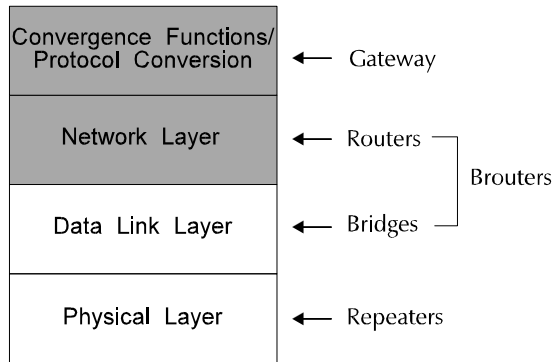 Convergence Functions/
Protocol Conversion
Gateway
Network Layer
Routers
Brouters
Data Link Layer
Bridges
Physical Layer
Repeaters